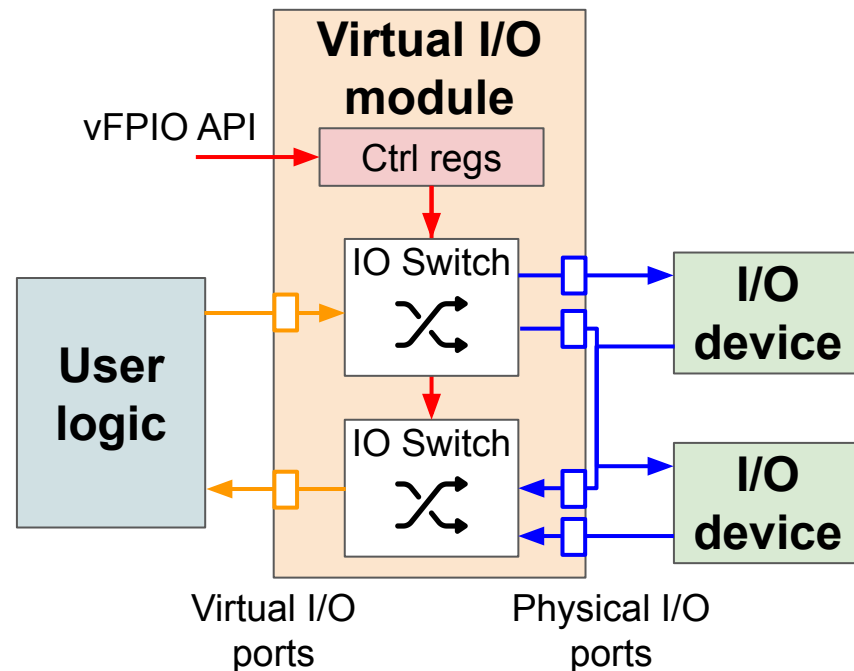 Virtual I/O
module
vFPIO API
Ctrl regs
IO Switch
I/O
device
User
logic
IO Switch
I/O
device
Virtual I/O
ports
Physical I/O
ports